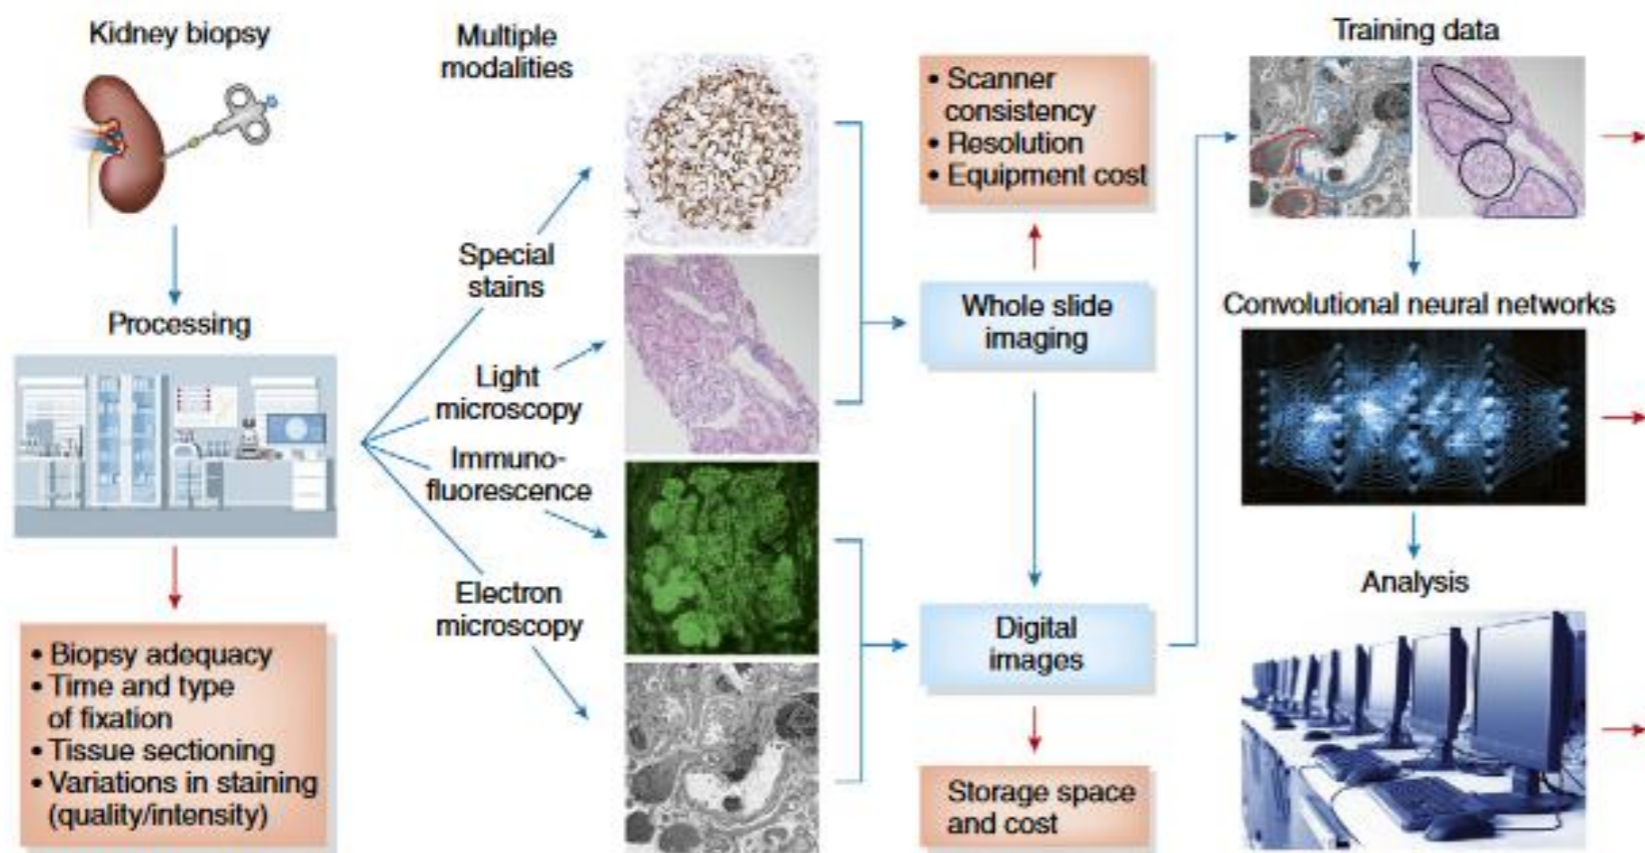 Kidney biopsy
Processing
• Biopsy adequacy
• Time and type
of fixation
• Tissue sectioning
• Variations in staining
(quality/intensity)
Multiple
modalities
Special
stains
Light
microscopy
Immuno-
fluorescence
Electron
microscopy
• Scanner
consistency
• Resolution
• Equipment cost
Whole slide
imaging
Digital
images
Storage space
and cost
Training data
Convolutional neural networks
Analysis